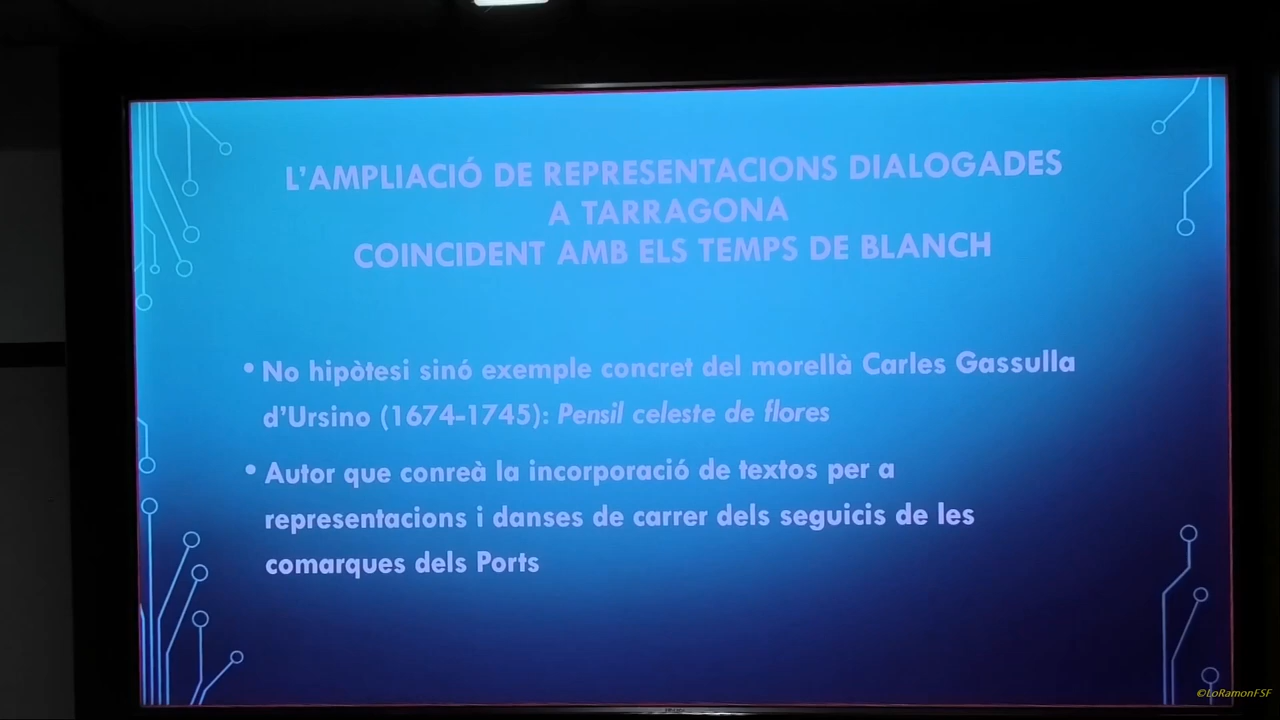 L'AMPLIACIÓ DE REPRESENTACIONS DIALOGADES
A TARRAGONA
COINCIDENT AMB ELS TEMPS DE BLANCH
• No hipòtesi sinó exemple concret del morellà Carles Gassulla
d'Ursino (1674-1745): Pensil celeste de flores
• Autor que conreà la incorporació de textos per a
representacions i danses de carrer dels seguicis de les
comarques dels Ports
©LoRamonFSF